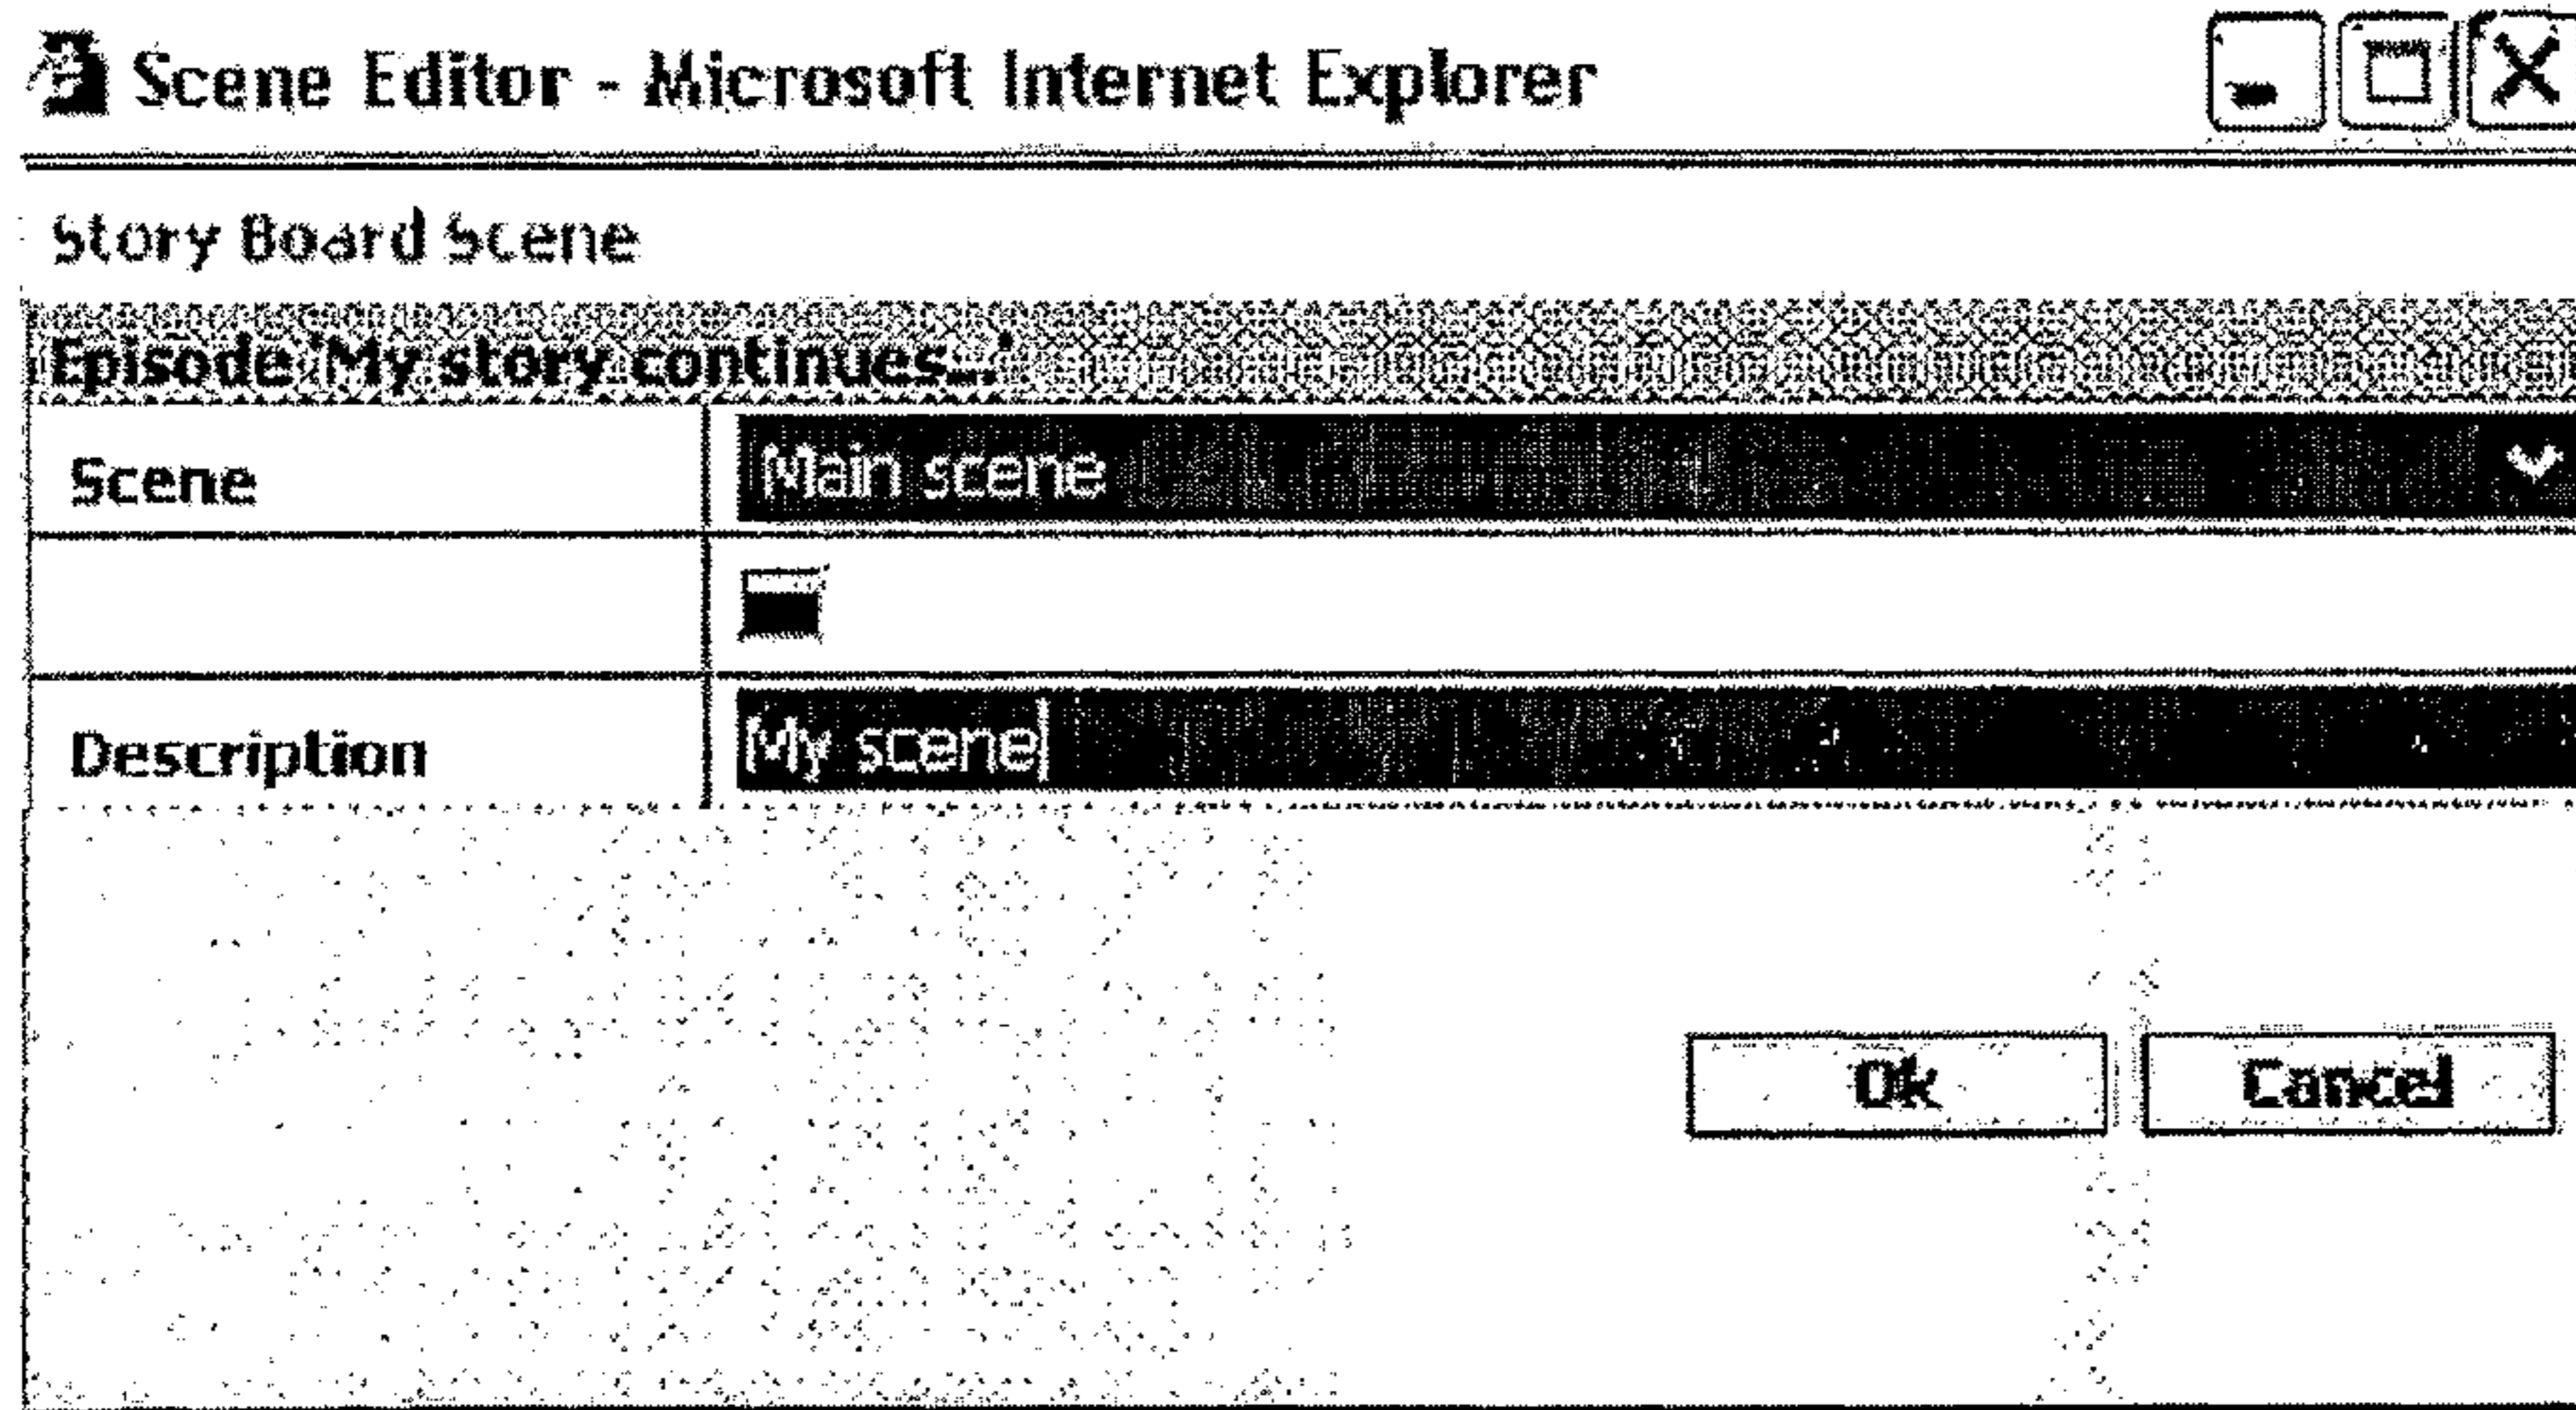 Scene Editor - Microsoft Internet Explorer
Story Board Scene
Episode 'My story continues...'
Scene Main scene
Description My scene
Ok Cancel